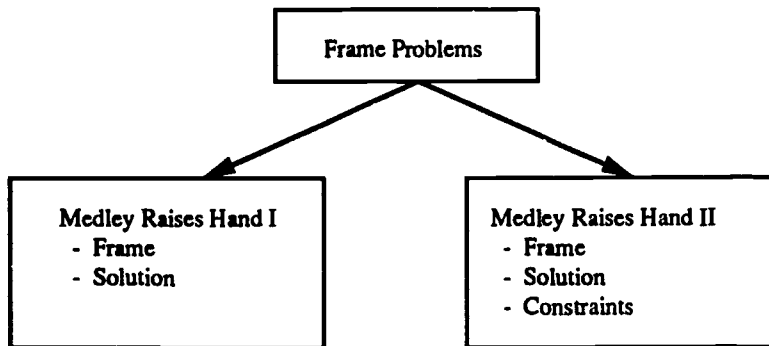 Frame Problems
Medley Raises Hand I
- Frame
- Solution
Medley Raises Hand II
- Frame
- Solution
- Constraints